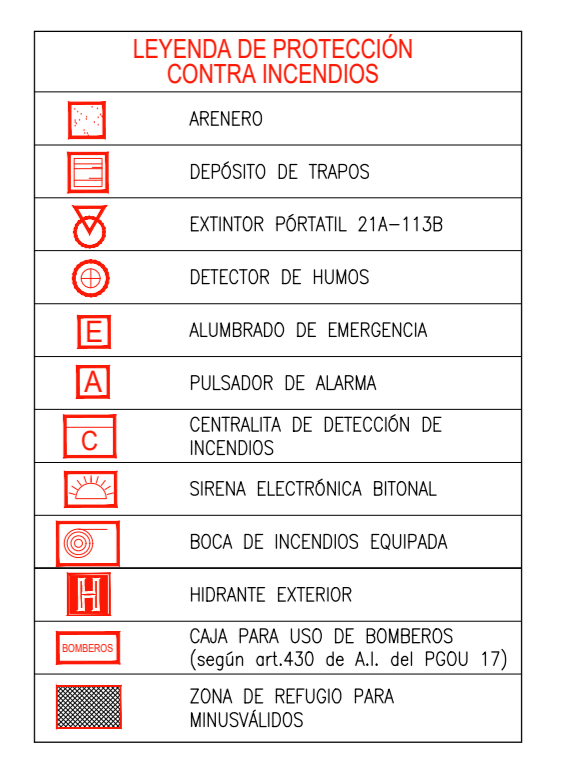 LEYENDA DE PROTECCIÓN
CONTRA INCENDIOS
ARENERO
DEPÓSITO DE TRAPOS
EXTINTOR PÓRTATIL 21A-113B
DETECTOR DE HUMOS
E
ALUMBRADO DE EMERGENCIA
A
PULSADOR DE ALARMA
C
CENTRALITA DE DETECCIÓN DE
INCENDIOS
SIRENA ELECTRÓNICA BITONAL
BOCA DE INCENDIOS EQUIPADA
H
HIDRANTE EXTERIOR
BOMBEROS
CAJA PARA USO DE BOMBEROS
(según art.430 de A.I. del PGOU 17)
ZONA DE REFUGIO PARA
MINUSVÁLIDOS